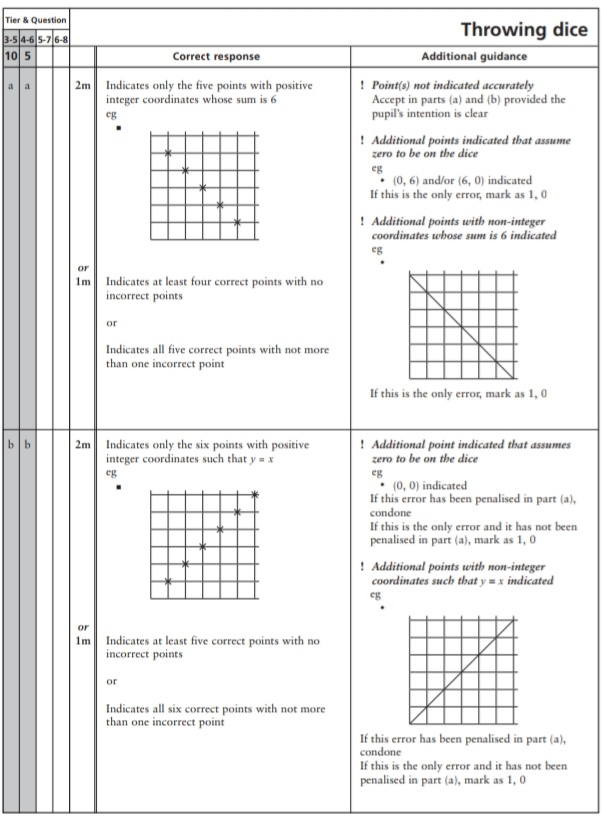 Tier & Question
3-5 4-6 5-7 6-8
Throwing dice
10 5
Correct response
Additional guidance
a a
2m
Indicates only the five points with positive
integer coordinates whose sum is 6
eg
or
1m
Indicates at least four correct points with no
incorrect points
or
Indicates all five correct points with not more
than one incorrect point
! Point(s) not indicated accurately
Accept in parts (a) and (b) provided the
pupil's intention is clear
! Additional points indicated that assume
zero to be on the dice
eg
• (0, 6) and/or (6, 0) indicated
If this is the only error, mark as 1, 0
! Additional points with non-integer
coordinates whose sum is 6 indicated
eg
If this is the only error, mark as 1, 0
b b
2m
Indicates only the six points with positive
integer coordinates such that y = x
eg
or
1m
Indicates at least five correct points with no
incorrect points
or
Indicates all six correct points with not more
than one incorrect point
! Additional point indicated that assumes
zero to be on the dice
eg
• (0, 0) indicated
If this error has been penalised in part (a),
condone
If this is the only error and it has not been
penalised in part (a), mark as 1, 0
! Additional points with non-integer
coordinates such that y = x indicated
eg
If this error has been penalised in part (a),
condone
If this is the only error and it has not been
penalised in part (a), mark as 1, 0